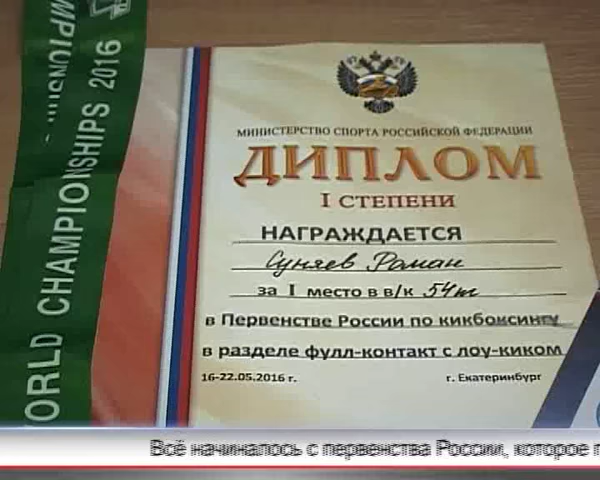 WORLD CHAMPIONSHIPS 2016
МИНИСТЕРСТВО СПОРТА РОССИЙСКОЙ ФЕДЕРАЦИИ
ДИПЛОМ
I СТЕПЕНИ
НАГРАЖДАЕТСЯ
Суняев Роман
за I место в в/к 54кг
в Первенстве России по кикбоксингу
в разделе фулл-контакт с лоу-киком
16-22.05.2016 г.
г. Екатеринбург
Всё начиналось с первенства России, которое